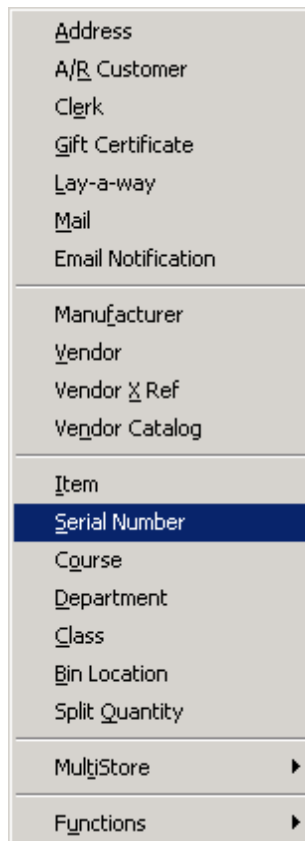 Address
A/R Customer
Clerk
Gift Certificate
Lay-a-way
Mail
Email Notification
Manufacturer
Vendor
Vendor X Ref
Vendor Catalog
Item
Serial Number
Course
Department
Class
Bin Location
Split Quantity
MultiStore
Functions